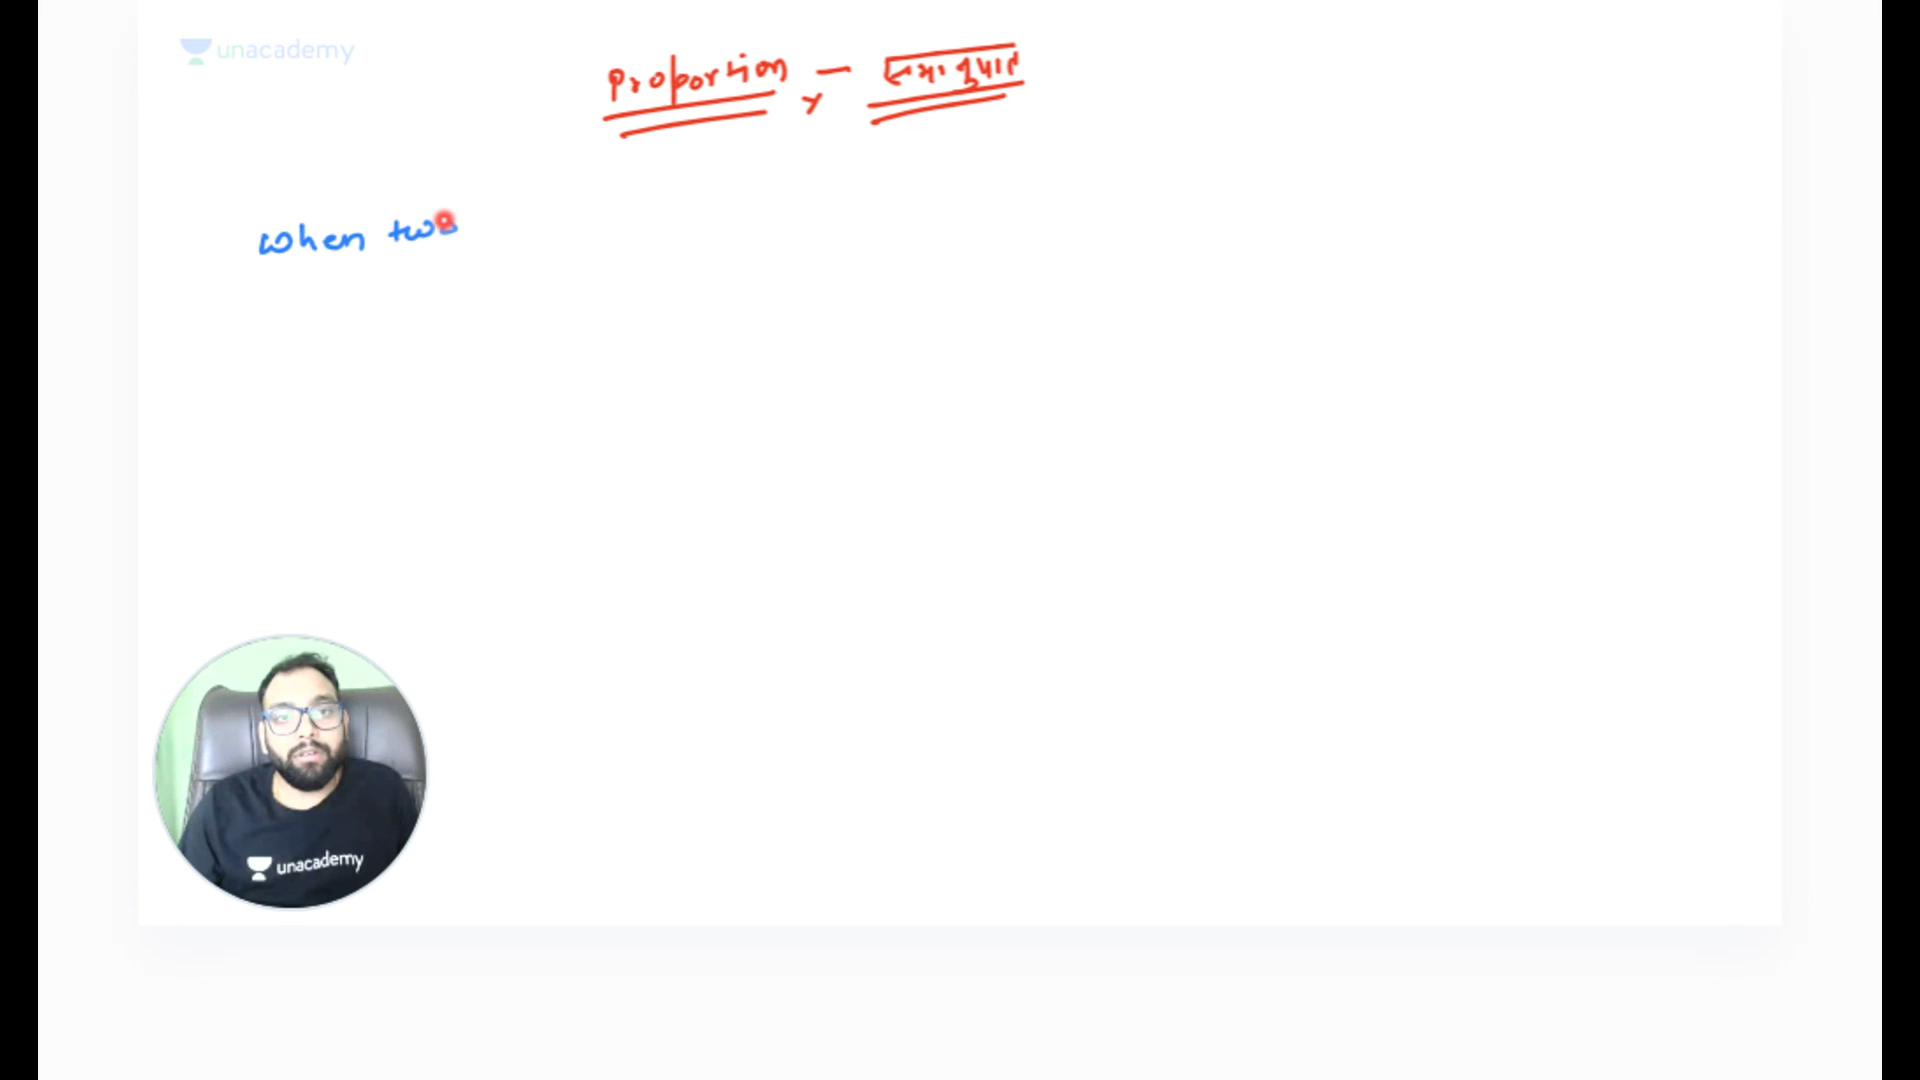 unacademy
Proportion - समानुपात
when two
unacademy